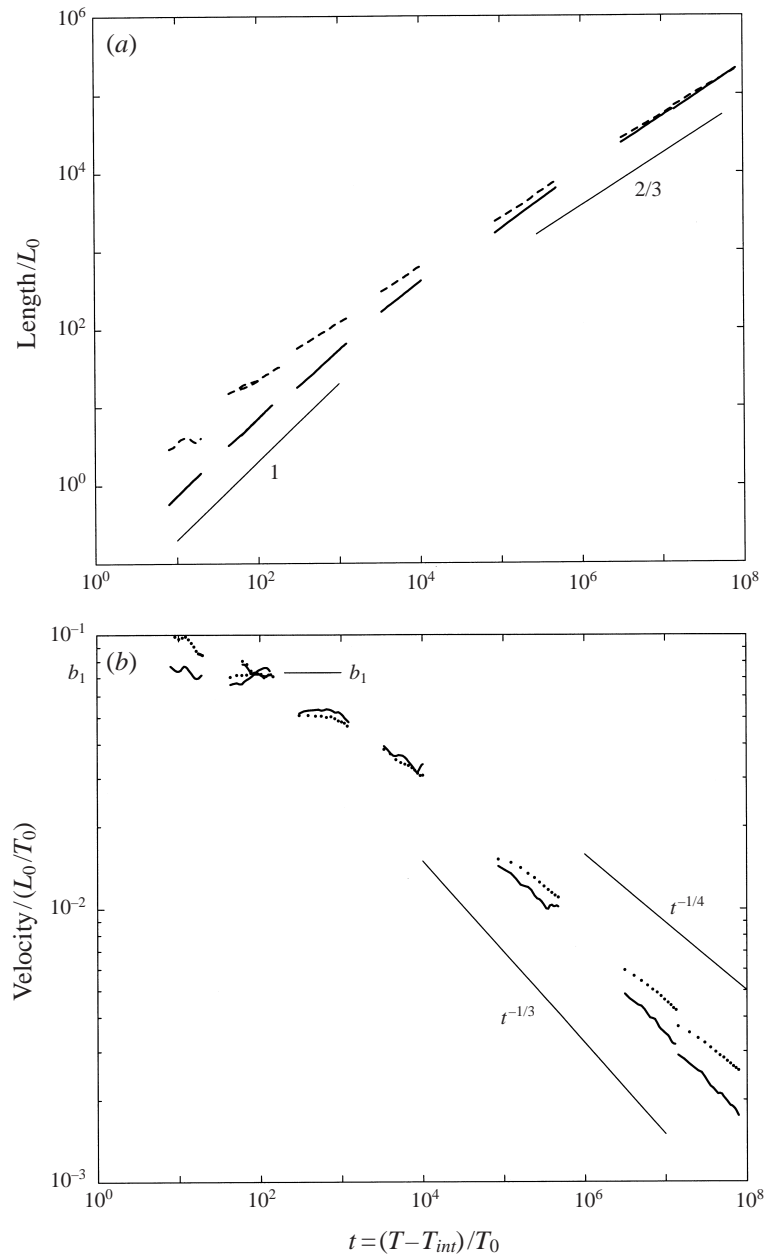 (a)
10^6
10^4
10^2
10^0
Length/L_0
2/3
1
10^0
10^2
10^4
10^6
10^8
(b)
10^{-1}
b_1
b_1
Velocity/(L_0/T_0)
10^{-2}
t^{-1/4}
t^{-1/3}
10^{-3}
10^0
10^2
10^4
10^6
10^8
t = (T − T_{int})/T_0